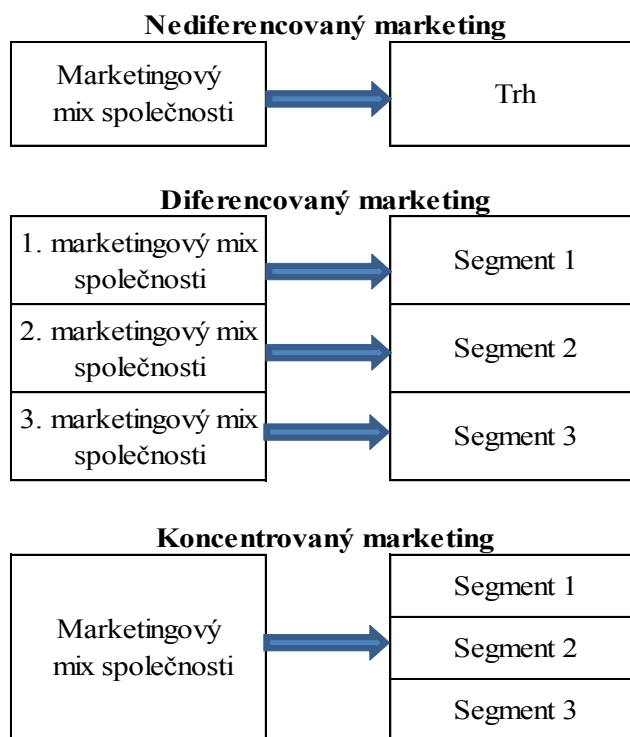 Nediferencovaný marketing
Marketingový
mix společnosti
Trh
Diferencovaný marketing
1. marketingový mix
společnosti
Segment 1
2. marketingový mix
společnosti
Segment 2
3. marketingový mix
společnosti
Segment 3
Koncentrovaný marketing
Marketingový
mix společnosti
Segment 1
Segment 2
Segment 3